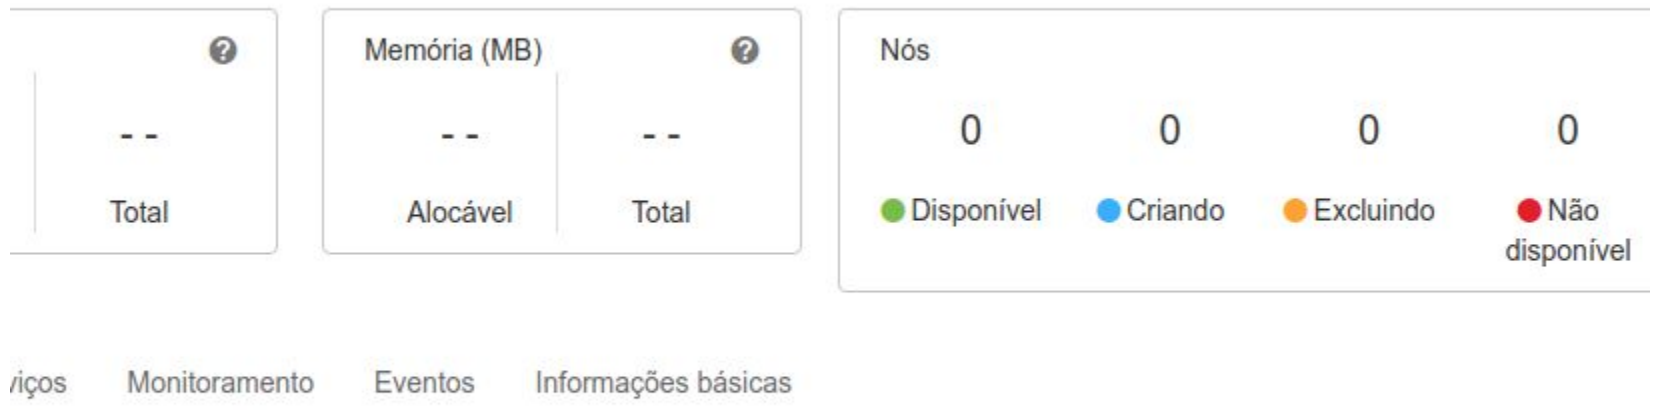 Memória (MB)
Nós
- -
- -
- -
0
0
0
0
Total
Alocável
Total
Disponível
Criando
Excluindo
Não
disponível
Monitoramento
Eventos
Informações básicas